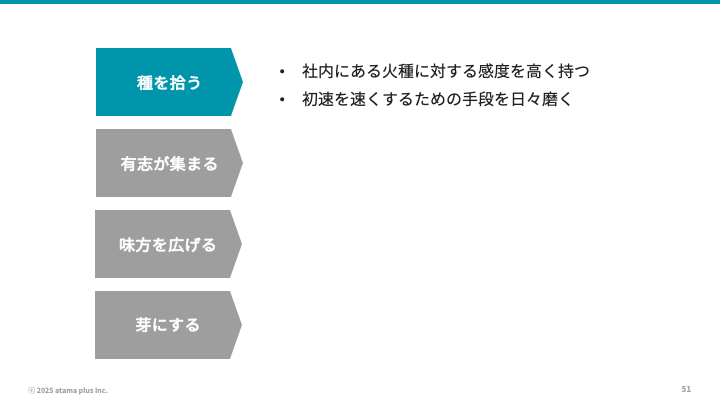 種を拾う
• 社内にある火種に対する感度を高く持つ
• 初速を速くするための手段を日々磨く
有志が集まる
味方を広げる
芽にする
ⓒ 2025 atama plus Inc.
51